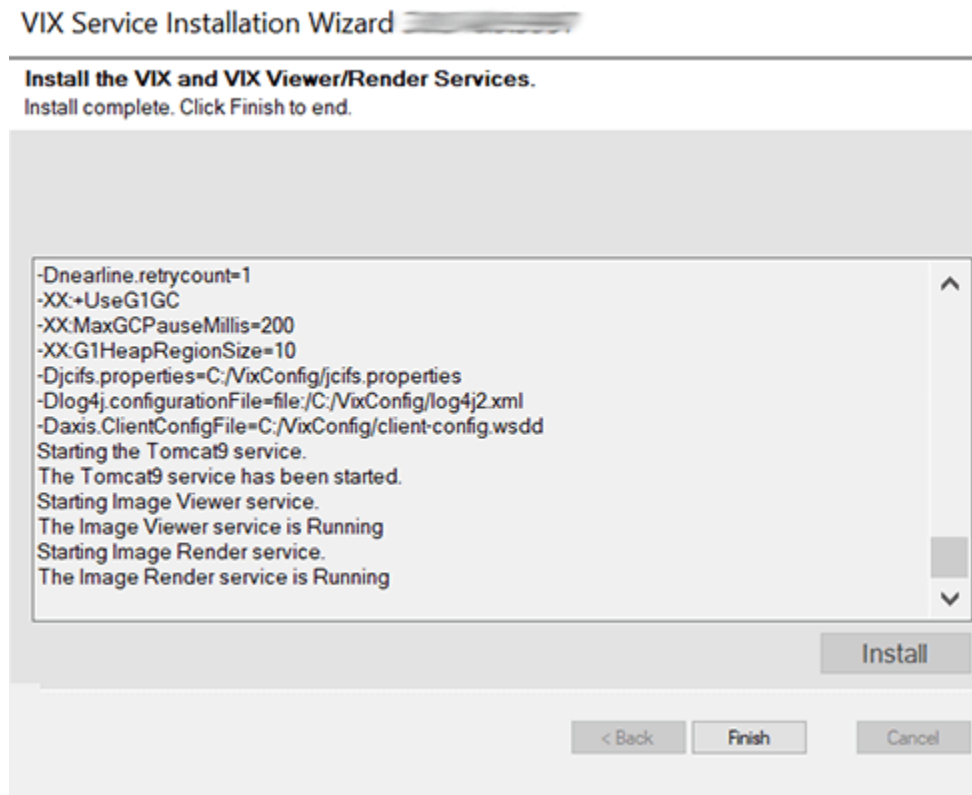 VIX Service Installation Wizard
Install the VIX and VIX Viewer/Render Services.
Install complete. Click Finish to end.
-Dnearline.retrycount=1
-XX:+UseG1GC
-XX:MaxGCPauseMillis=200
-XX:G1HeapRegionSize=10
-Djcifs.properties=C:/VixConfig/jcifs.properties
-Dlog4j.configurationFile=file:/C:/VixConfig/log4j2.xml
-Daxis.ClientConfigFile=C:/VixConfig/client-config.wsdd
Starting the Tomcat9 service.
The Tomcat9 service has been started.
Starting Image Viewer service.
The Image Viewer service is Running
Starting Image Render service.
The Image Render service is Running
Install
< Back Finish Cancel